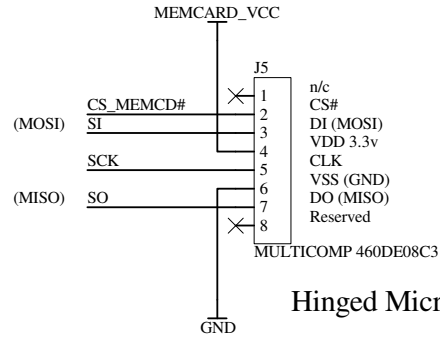 MEMCARD_VCC
J5
1 n/c
CS_MEMCD# 2 CS#
(MOSI) SI 3 DI (MOSI)
4 VDD 3.3v
SCK 5 CLK
6 VSS (GND)
(MISO) SO 7 DO (MISO)
8 Reserved
MULTICOMP 460DE08C3
Hinged Micr
GND